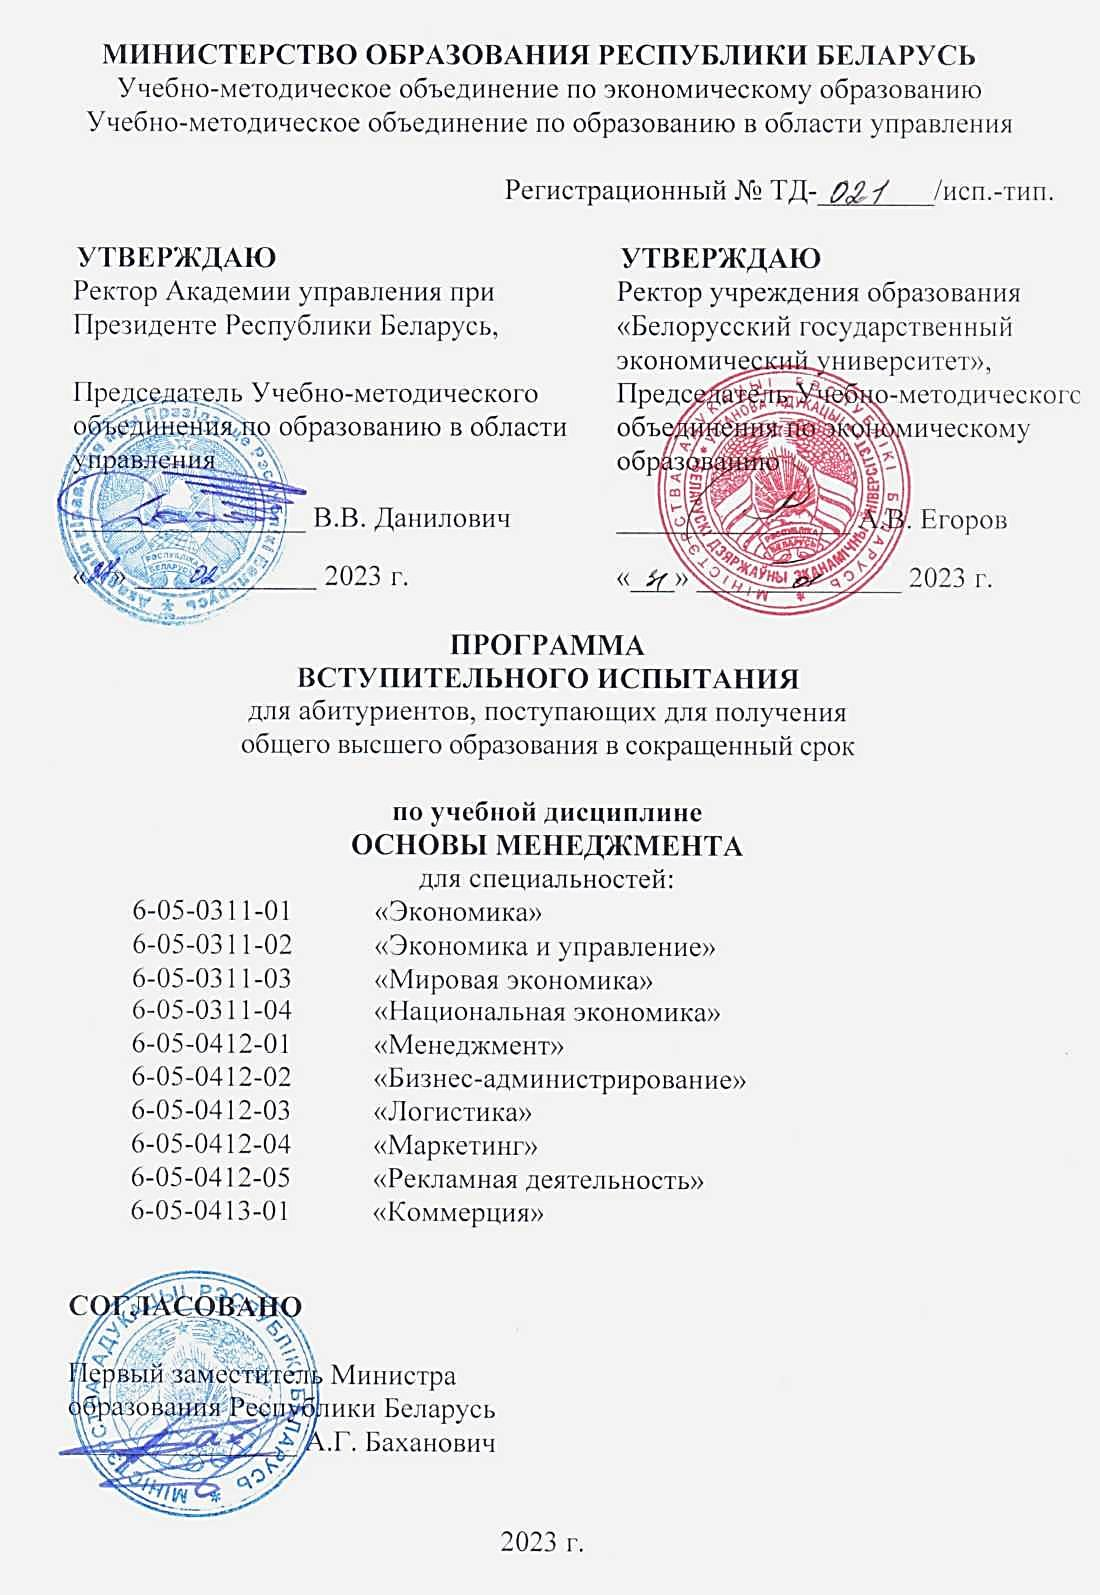 МИНИСТЕРСТВО ОБРАЗОВАНИЯ РЕСПУБЛИКИ БЕЛАРУСЬ
Учебно-методическое объединение по экономическому образованию
Учебно-методическое объединение по образованию в области управления
Регистрационный № ТД-021/исп.-тип.
УТВЕРЖДАЮ
Ректор Академии управления при
Президенте Республики Беларусь,
Председатель Учебно-методического
объединения по образованию в области
управления
В.В. Данилович
« » 02 2023 г.
УТВЕРЖДАЮ
Ректор учреждения образования
«Белорусский государственный
экономический университет»,
Председатель Учебно-методического
объединения по экономическому
образованию
А.В. Егоров
« » 2023 г.
ПРОГРАММА
ВСТУПИТЕЛЬНОГО ИСПЫТАНИЯ
для абитуриентов, поступающих для получения
общего высшего образования в сокращенный срок
по учебной дисциплине
ОСНОВЫ МЕНЕДЖМЕНТА
для специальностей:
6-05-0311-01 «Экономика»
6-05-0311-02 «Экономика и управление»
6-05-0311-03 «Мировая экономика»
6-05-0311-04 «Национальная экономика»
6-05-0412-01 «Менеджмент»
6-05-0412-02 «Бизнес-администрирование»
6-05-0412-03 «Логистика»
6-05-0412-04 «Маркетинг»
6-05-0412-05 «Рекламная деятельность»
6-05-0413-01 «Коммерция»
СОГЛАСОВАНО
Первый заместитель Министра
образования Республики Беларусь
А.Г. Баханович
МІНІСТЭРСТВА АДУКАЦЫІ РЭСПУБЛІКІ БЕЛАРУСЬ
2023 г.